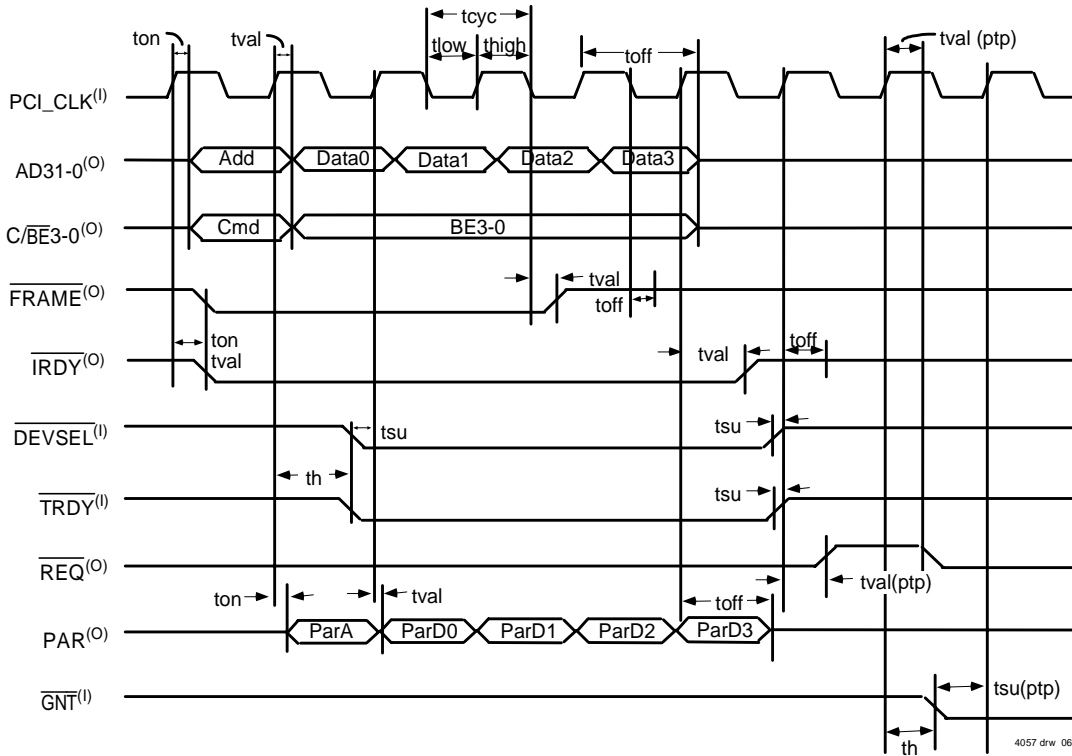 tcyc
ton
tval
tlow
thigh
toff
tval (ptp)
PCI_CLK(I)
AD31-0(O)
Add
Data0
Data1
Data2
Data3
C/BE3-0(O)
Cmd
BE3-0
FRAME(O)
tval
toff
ton
tval
IRDY(O)
tval
toff
DEVSEL(I)
tsu
tsu
th
TRDY(I)
tsu
REQ(O)
ton
tval
toff
tval(ptp)
PAR(O)
ParA
ParD0
ParD1
ParD2
ParD3
GNT(I)
tsu(ptp)
th
4057 drw 06